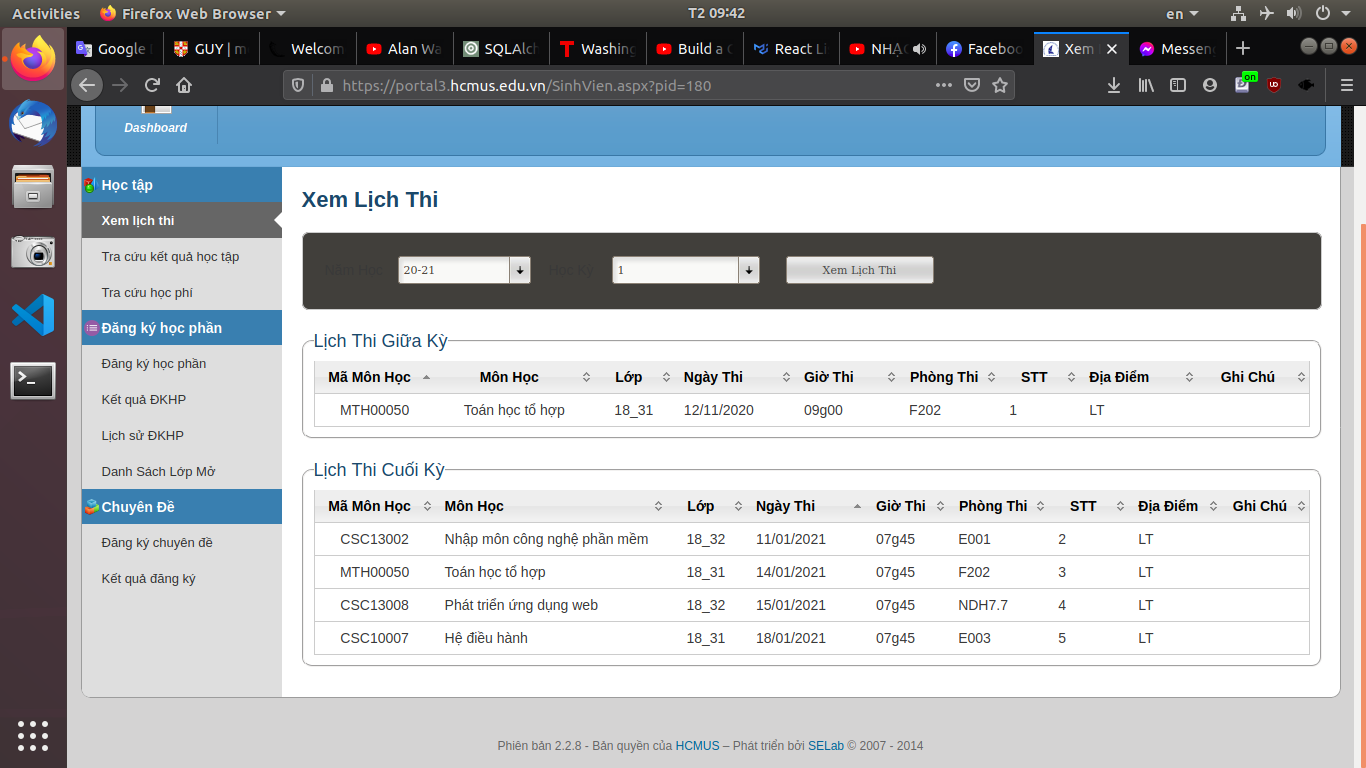 Activities Firefox Web Browser T2 09:42 en
Google GUY | m Welcom Alan Wa SQLAlch Washing Build a React Li NHẠC Facebo Xem Messen
https://portal3.hcmus.edu.vn/SinhVien.aspx?pid=180 on
Dashboard
Học tập
Xem lịch thi
Tra cứu kết quả học tập
Tra cứu học phí
Đăng ký học phần
Đăng ký học phần
Kết quả ĐKHP
Lịch sử ĐKHP
Danh Sách Lớp Mở
Chuyên Đề
Đăng ký chuyên đề
Kết quả đăng ký
Xem Lịch Thi
Năm Học 20-21 Học Kỳ 1 Xem Lịch Thi
Lịch Thi Giữa Kỳ
Mã Môn Học Môn Học Lớp Ngày Thi Giờ Thi Phòng Thi STT Địa Điểm Ghi Chú
MTH00050 Toán học tổ hợp 18_31 12/11/2020 09g00 F202 1 LT
Lịch Thi Cuối Kỳ
Mã Môn Học Môn Học Lớp Ngày Thi Giờ Thi Phòng Thi STT Địa Điểm Ghi Chú
CSC13002 Nhập môn công nghệ phần mềm 18_32 11/01/2021 07g45 E001 2 LT
MTH00050 Toán học tổ hợp 18_31 14/01/2021 07g45 F202 3 LT
CSC13008 Phát triển ứng dụng web 18_32 15/01/2021 07g45 NDH7.7 4 LT
CSC10007 Hệ điều hành 18_31 18/01/2021 07g45 E003 5 LT
Phiên bản 2.2.8 - Bản quyền của HCMUS – Phát triển bởi SELab © 2007 - 2014